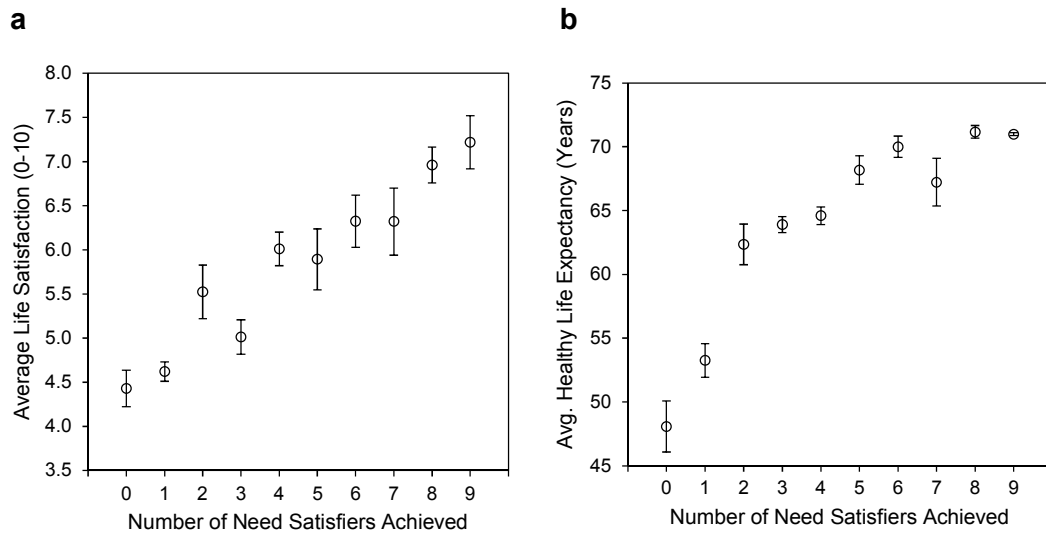 a
8.0
7.5
7.0
6.5
6.0
5.5
5.0
4.5
4.0
3.5
Average Life Satisfaction (0-10)
0 1 2 3 4 5 6 7 8 9
Number of Need Satisfiers Achieved
b
75
70
65
60
55
50
45
Avg. Healthy Life Expectancy (Years)
0 1 2 3 4 5 6 7 8 9
Number of Need Satisfiers Achieved